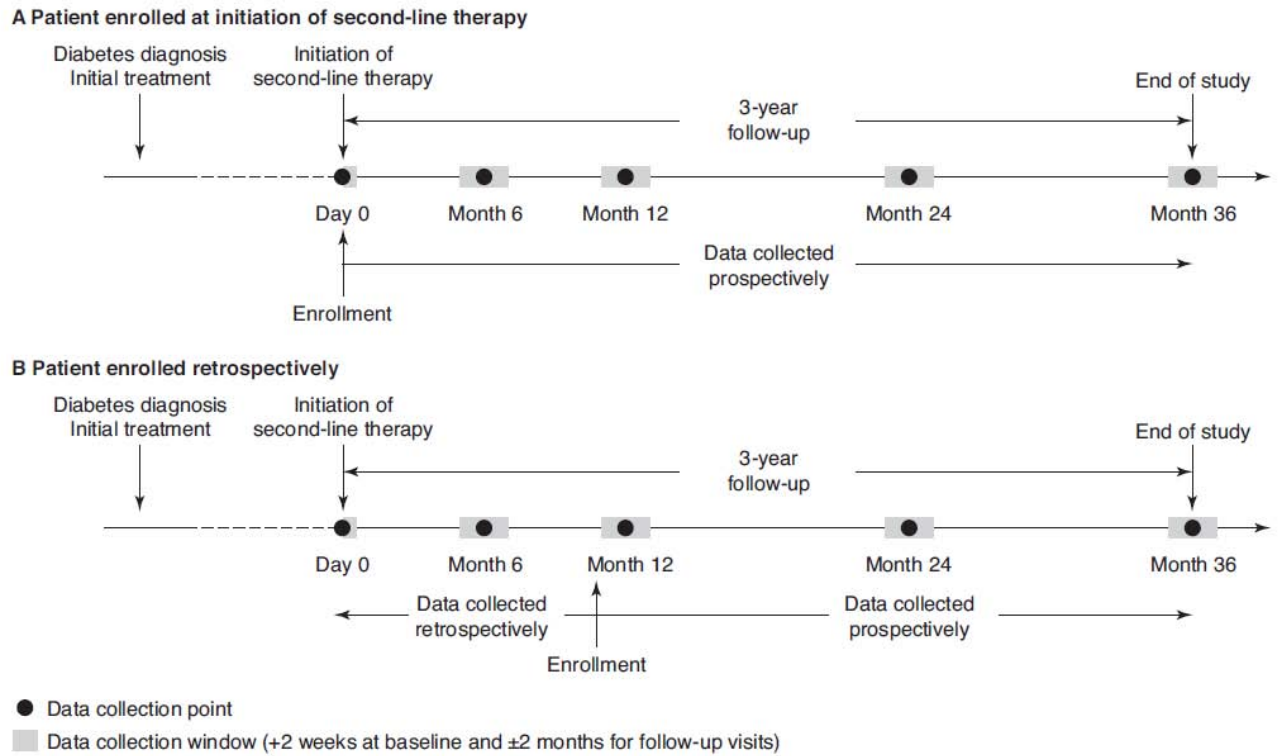 A Patient enrolled at initiation of second-line therapy
Diabetes diagnosis
Initial treatment
Initiation of
second-line therapy
End of study
3-year
follow-up
Day 0
Month 6
Month 12
Month 24
Month 36
Data collected
prospectively
Enrollment
B Patient enrolled retrospectively
Diabetes diagnosis
Initial treatment
Initiation of
second-line therapy
End of study
3-year
follow-up
Day 0
Month 6
Month 12
Month 24
Month 36
Data collected
retrospectively
Data collected
prospectively
Enrollment
Data collection point
Data collection window (+2 weeks at baseline and ±2 months for follow-up visits)